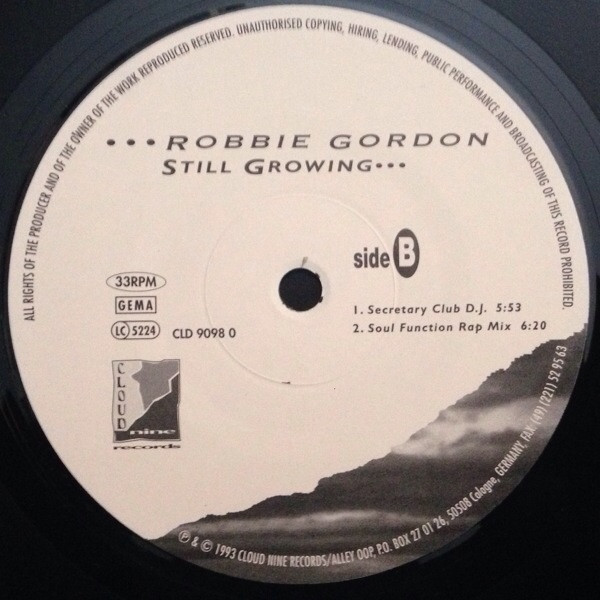 ALL RIGHTS OF THE PRODUCER AND OF THE OWNER OF THE WORK REPRODUCED RESERVED. UNAUTHORISED COPYING, HIRING, LENDING, PUBLIC PERFORMANCE AND BROADCASTING OF THIS RECORD PROHIBITED.
•••ROBBIE GORDON
STILL GROWING•••
side B
33RPM
GEMA
LC 5224 CLD 9098 0
1. Secretary Club D.J. 5:53
2. Soul Function Rap Mix 6:20
CLOUD
nine
records
℗ & © 1993 CLOUD NINE RECORDS/ALLEY OOP, P.O. BOX 27 01 26, 50508 Cologne, GERMANY, FAX (49) (221) 52 95 63